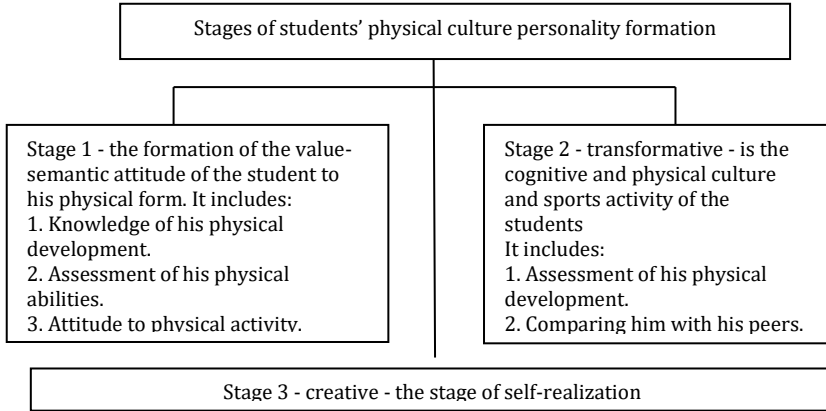 Stages of students’ physical culture personality formation
Stage 1 - the formation of the value-
semantic attitude of the student to
his physical form. It includes:
1. Knowledge of his physical
development.
2. Assessment of his physical
abilities.
3. Attitude to physical activity.
Stage 2 - transformative - is the
cognitive and physical culture
and sports activity of the
students
It includes:
1. Assessment of his physical
development.
2. Comparing him with his peers.
Stage 3 - creative - the stage of self-realization